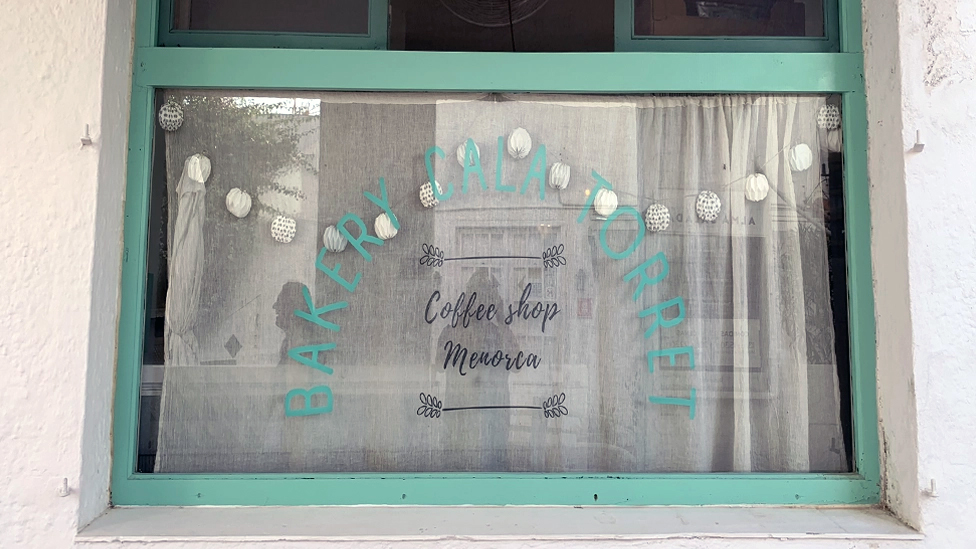 BAKERY CALA TORRET
Coffee shop
Menorca